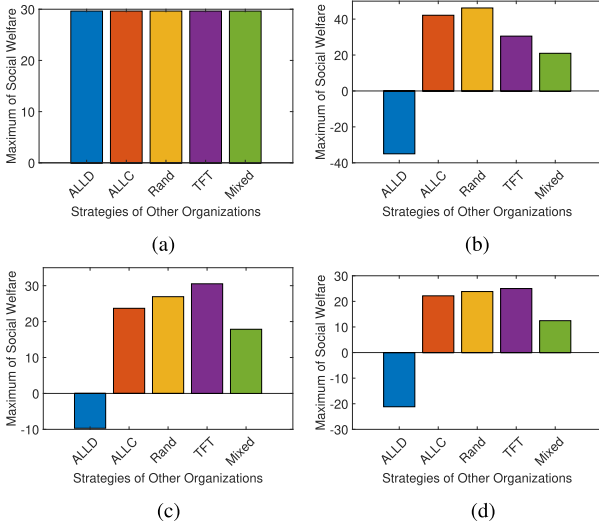 Maximum of Social Welfare
30
20
10
0
ALLD
ALLC
Rand
TFT
Mixed
Strategies of Other Organizations
(a)
Maximum of Social Welfare
40
20
0
-20
-40
ALLD
ALLC
Rand
TFT
Mixed
Strategies of Other Organizations
(b)
Maximum of Social Welfare
30
20
10
0
-10
ALLD
ALLC
Rand
TFT
Mixed
Strategies of Other Organizations
(c)
Maximum of Social Welfare
30
20
10
0
-10
-20
-30
ALLD
ALLC
Rand
TFT
Mixed
Strategies of Other Organizations
(d)